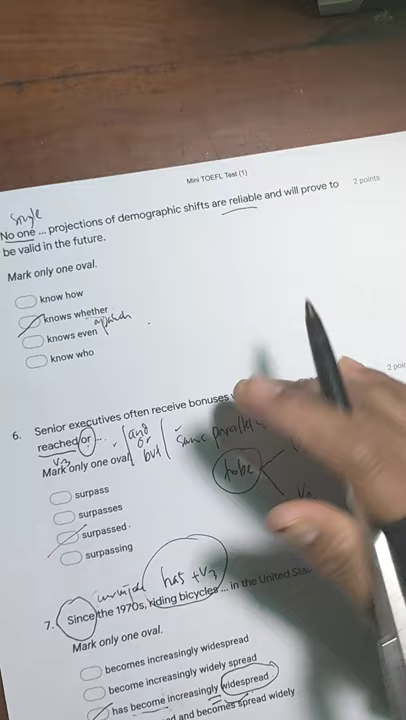 Mini TOEFL Test (1)
No one ... projections of demographic shifts are reliable and will prove to
2 points
be valid in the future.
Mark only one oval.
know how
knows whether
apakah
knows even
know who
6. Senior executives often receive bonuses
reached or ...
V3
and
or
but
same parallel
to be
Mark only one oval
surpass
surpasses
surpassed
surpassing
has + V3
7. Since the 1970s, riding bicycles ... in the United
Mark only one oval.
becomes increasingly widespread
become increasingly widely spread
has become increasingly widespread
and becomes spread widely